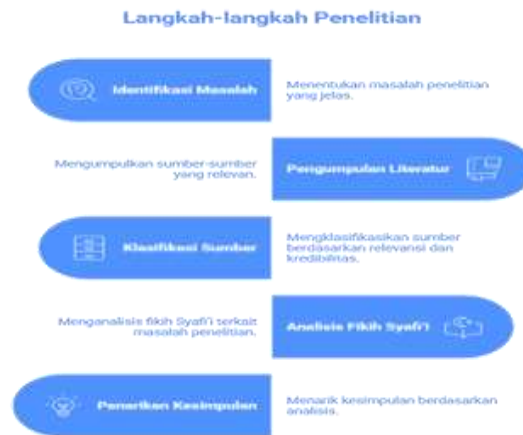 Langkah-langkah Penelitian
Identifikasi Masalah
Menentukan masalah penelitian
yang jelas.
Mengumpulkan sumber-sumber
yang relevan.
Pengumpulan Literatur
Klasifikasi Sumber
Mengklasifikasikan sumber
berdasarkan relevansi dan
kredibilitas.
Menganalisis fikih Syafi'i terkait
masalah penelitian.
Analisis Fikih Syafi'i
Penarikan Kesimpulan
Menarik kesimpulan berdasarkan
analisis.